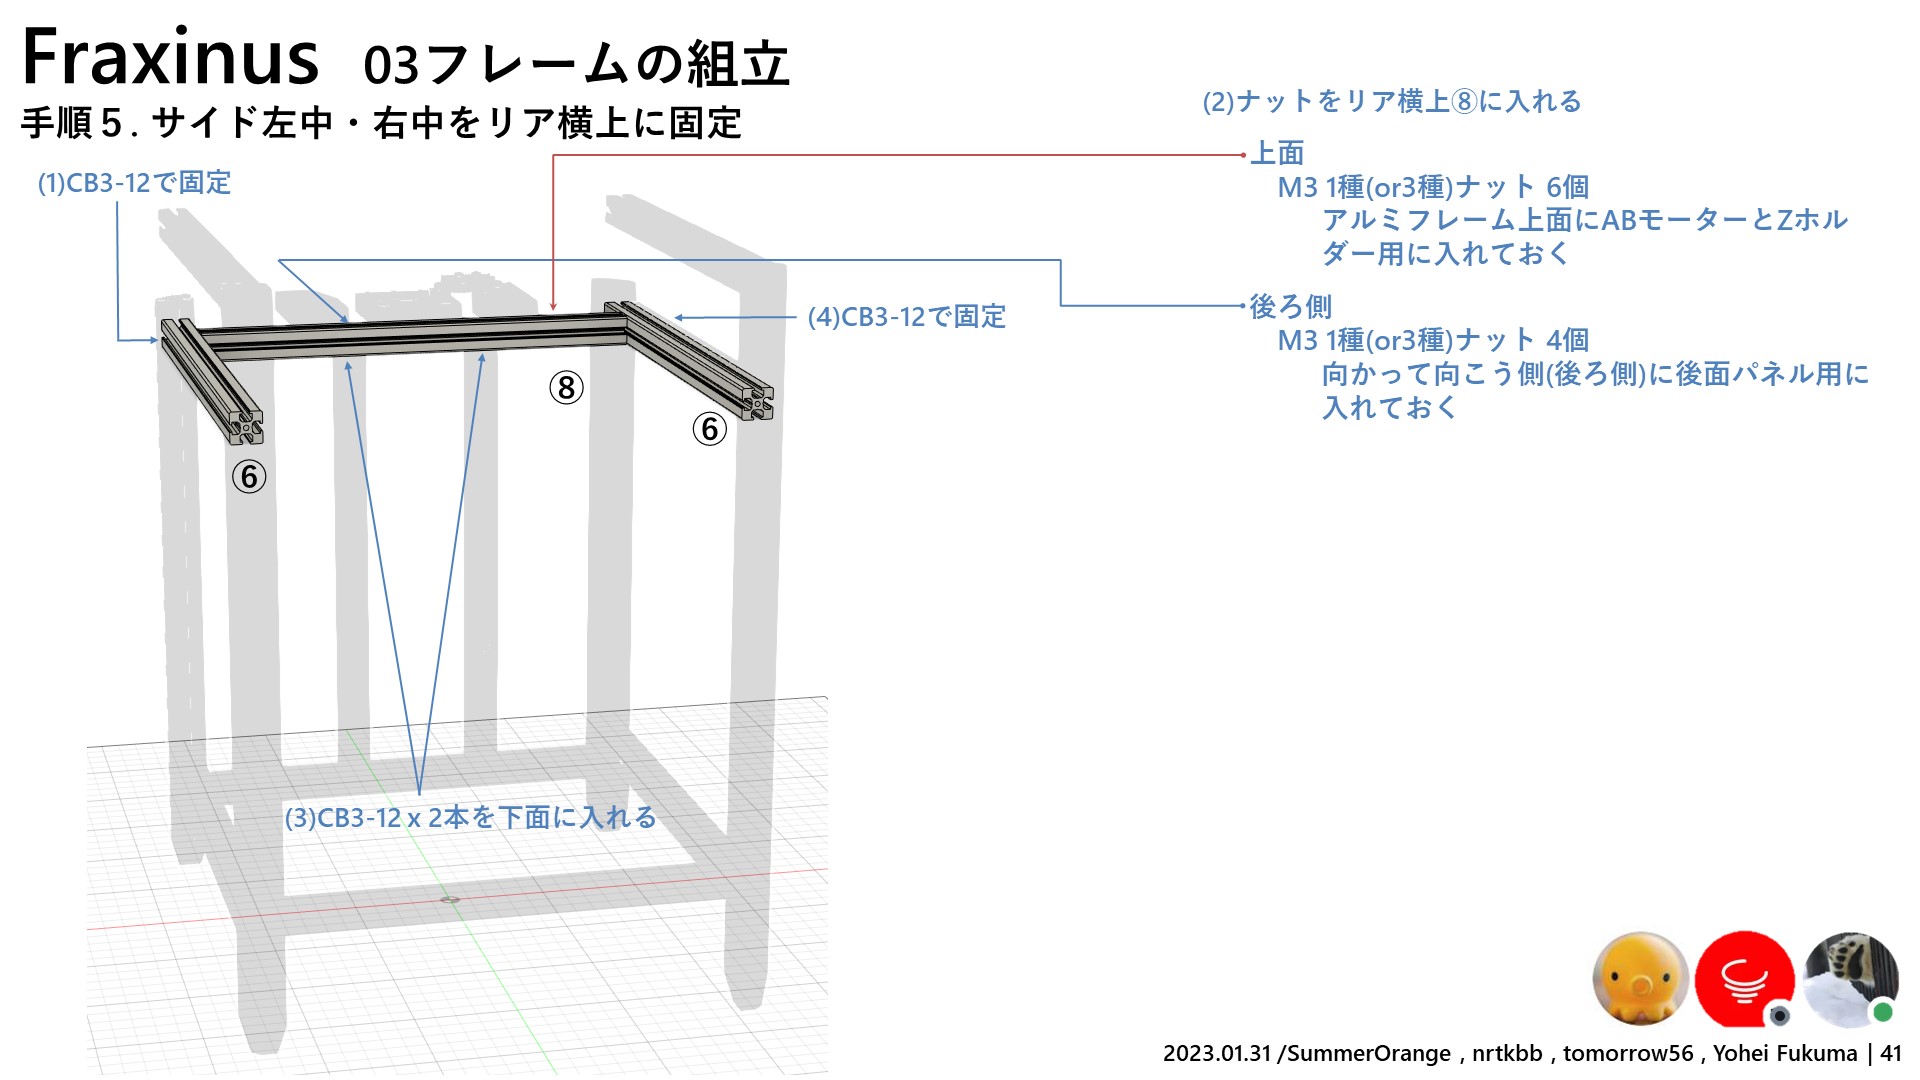 Fraxinus 03フレームの組立
手順５. サイド左中・右中をリア横上に固定
(1)CB3-12で固定
(2)ナットをリア横上⑧に入れる
上面
M3 1種(or3種)ナット 6個
アルミフレーム上面にABモーターとZホル
ダー用に入れておく
後ろ側
M3 1種(or3種)ナット 4個
向かって向こう側(後ろ側)に後面パネル用に
入れておく
(4)CB3-12で固定
⑧
⑥
⑥
(3)CB3-12 x 2本を下面に入れる
2023.01.31 /SummerOrange , nrtkbb , tomorrow56 , Yohei Fukuma | 41